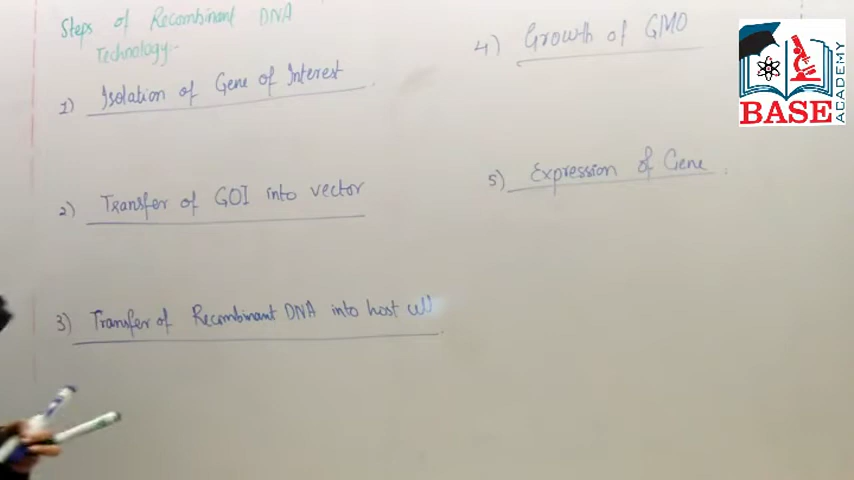 Steps of Recombinant DNA
Technology:-
1) Isolation of Gene of Interest
2) Transfer of GOI into vector
3) Transfer of Recombinant DNA into host cell
4) Growth of GMO
5) Expression of Gene
BASE
ACADEMY